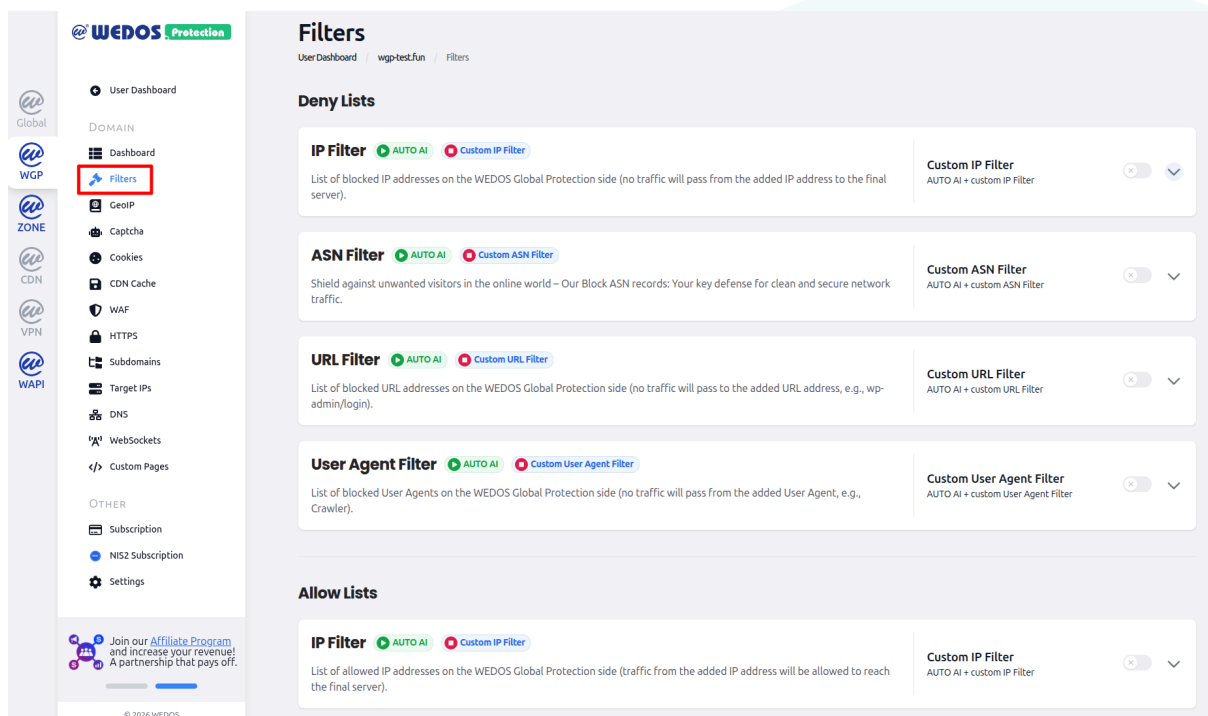 WEDOS Protection
Global
WGP
ZONE
CDN
VPN
WAPI
User Dashboard
DOMAIN
Dashboard
Filters
GeoIP
Captcha
Cookies
CDN Cache
WAF
HTTPS
Subdomains
Target IPs
DNS
WebSockets
Custom Pages
OTHER
Subscription
NIS2 Subscription
Settings
Join our Affiliate Program
and increase your revenue!
A partnership that pays off.
© 2026 WEDOS
Filters
User Dashboard / wgp-test.fun / Filters
Deny Lists
IP Filter AUTO AI Custom IP Filter
List of blocked IP addresses on the WEDOS Global Protection side (no traffic will pass from the added IP address to the final
server).
Custom IP Filter
AUTO AI + custom IP Filter
ASN Filter AUTO AI Custom ASN Filter
Shield against unwanted visitors in the online world – Our Block ASN records: Your key defense for clean and secure network
traffic.
Custom ASN Filter
AUTO AI + custom ASN Filter
URL Filter AUTO AI Custom URL Filter
List of blocked URL addresses on the WEDOS Global Protection side (no traffic will pass to the added URL address, e.g., wp-
admin/login).
Custom URL Filter
AUTO AI + custom URL Filter
User Agent Filter AUTO AI Custom User Agent Filter
List of blocked User Agents on the WEDOS Global Protection side (no traffic will pass from the added User Agent, e.g.,
Crawler).
Custom User Agent Filter
AUTO AI + custom User Agent Filter
Allow Lists
IP Filter AUTO AI Custom IP Filter
List of allowed IP addresses on the WEDOS Global Protection side (traffic from the added IP address will be allowed to reach
the final server).
Custom IP Filter
AUTO AI + custom IP Filter